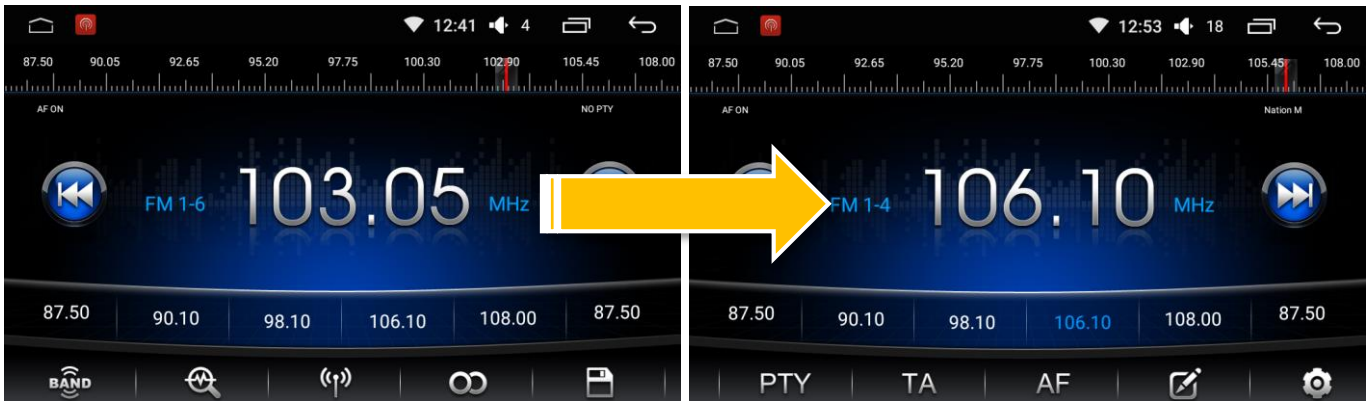 12:41 4
87.50 90.05 92.65 95.20 97.75 100.30 102.90 105.45 108.00
AF ON NO PTY
FM 1-6 103.05 MHz
87.50 90.10 98.10 106.10 108.00 87.50
BAND
12:53 18
87.50 90.05 92.65 95.20 97.75 100.30 102.90 105.45 108.00
AF ON Nation M
FM 1-4 106.10 MHz
87.50 90.10 98.10 106.10 108.00 87.50
PTY TA AF